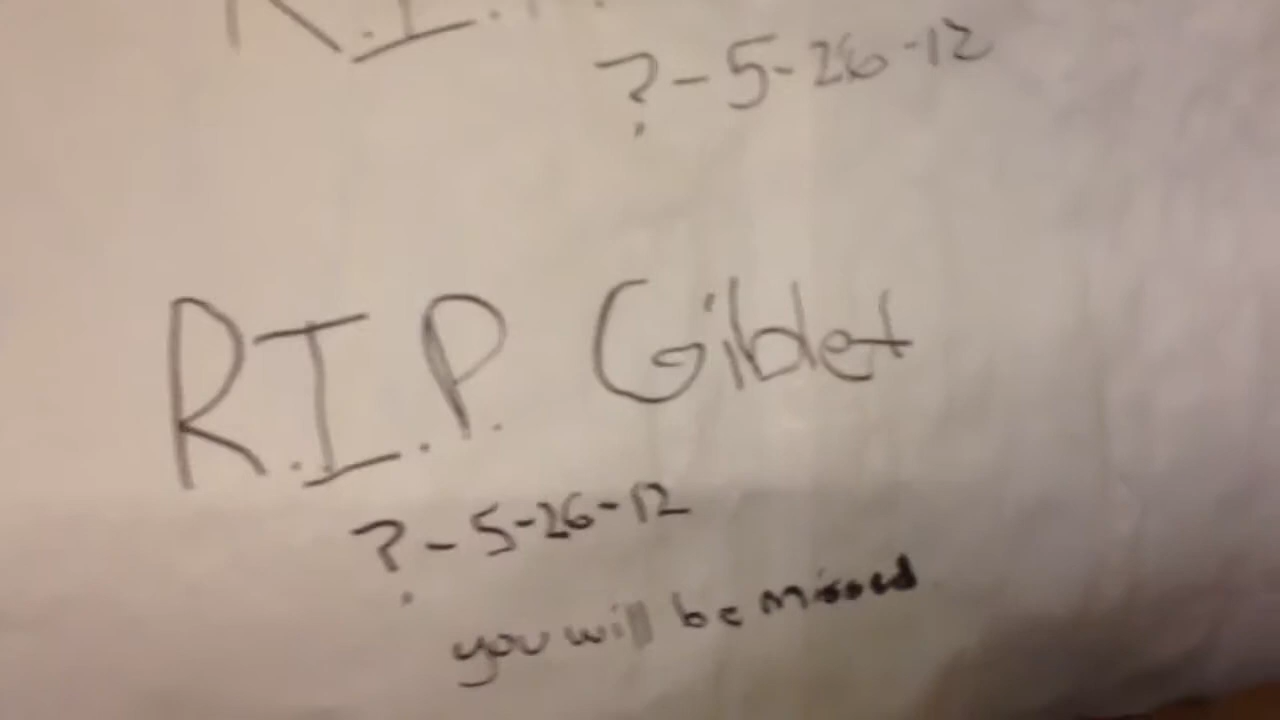 R.I.P.
? - 5 - 26 - 12
R.I.P. Giblet
? - 5 - 26 - 12
you will be missed